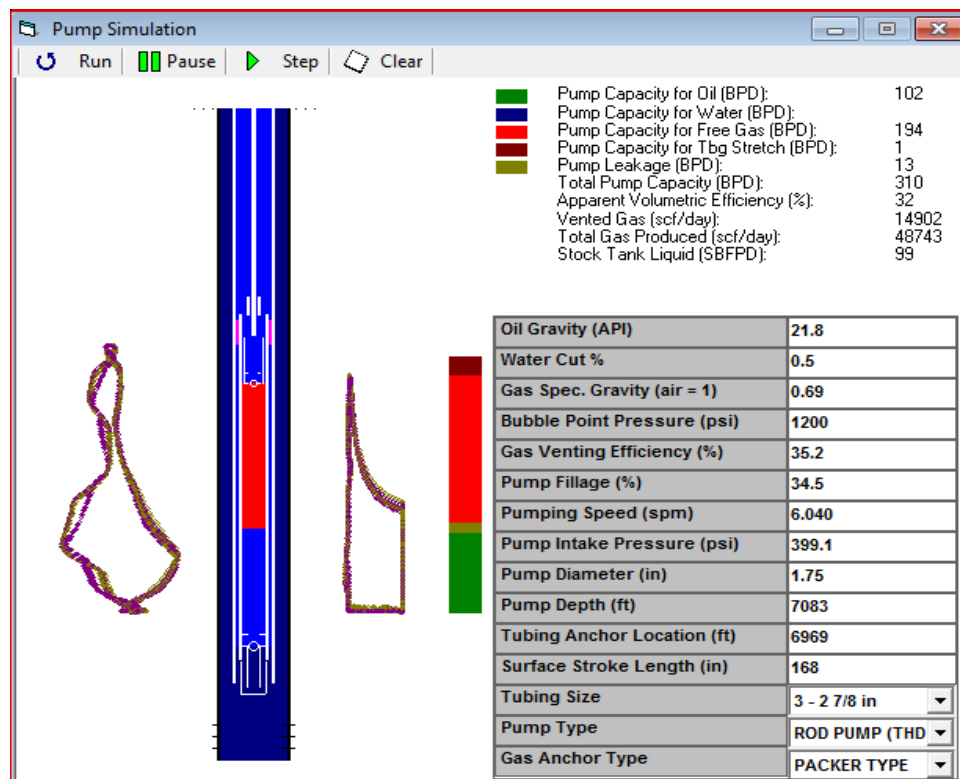 Pump Simulation
Run Pause Step Clear
Pump Capacity for Oil (BPD): 102
Pump Capacity for Water (BPD):
Pump Capacity for Free Gas (BPD): 194
Pump Capacity for Tbg Stretch (BPD): 1
Pump Leakage (BPD): 13
Total Pump Capacity (BPD): 310
Apparent Volumetric Efficiency (%): 32
Vented Gas (scf/day): 14902
Total Gas Produced (scf/day): 48743
Stock Tank Liquid (SBFPD): 99
Oil Gravity (API) 21.8
Water Cut % 0.5
Gas Spec. Gravity (air = 1) 0.69
Bubble Point Pressure (psi) 1200
Gas Venting Efficiency (%) 35.2
Pump Fillage (%) 34.5
Pumping Speed (spm) 6.040
Pump Intake Pressure (psi) 399.1
Pump Diameter (in) 1.75
Pump Depth (ft) 7083
Tubing Anchor Location (ft) 6969
Surface Stroke Length (in) 168
Tubing Size 3 - 2 7/8 in
Pump Type ROD PUMP (THD
Gas Anchor Type PACKER TYPE